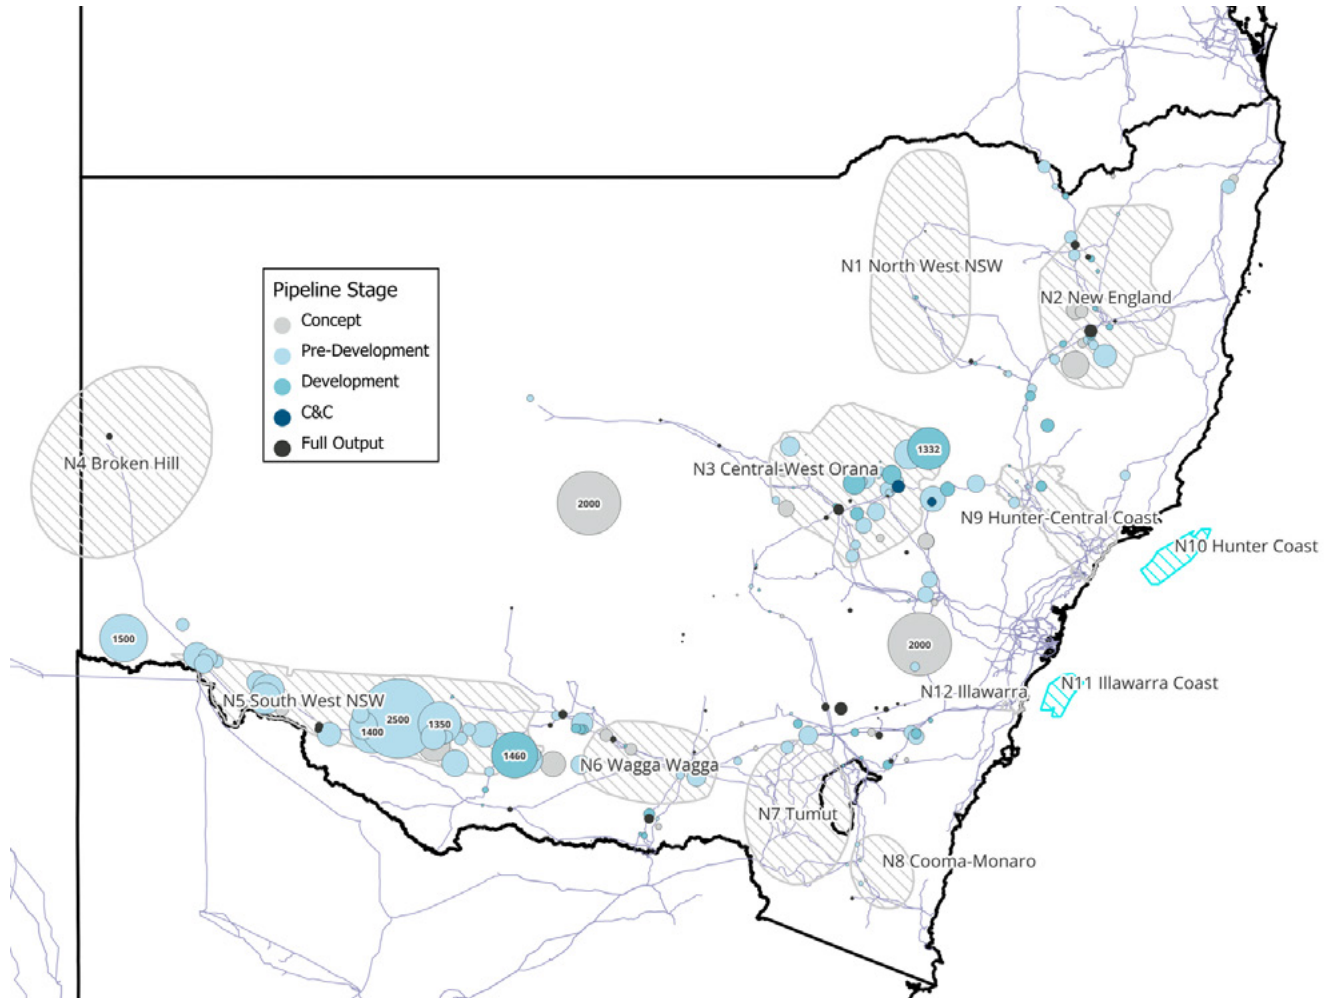 N1 North West NSW
Pipeline Stage
Concept
Pre-Development
Development
C&C
Full Output
N2 New England
1332
N4 Broken Hill
N3 Central-West Orana
2000
N9 Hunter-Central Coast
N10 Hunter Coast
1500
2000
N11 Illawarra Coast
N12 Illawarra
N5 South West NSW
2500
1350
1400
1460
N6 Wagga Wagga
N7 Tumut
N8 Cooma-Monaro